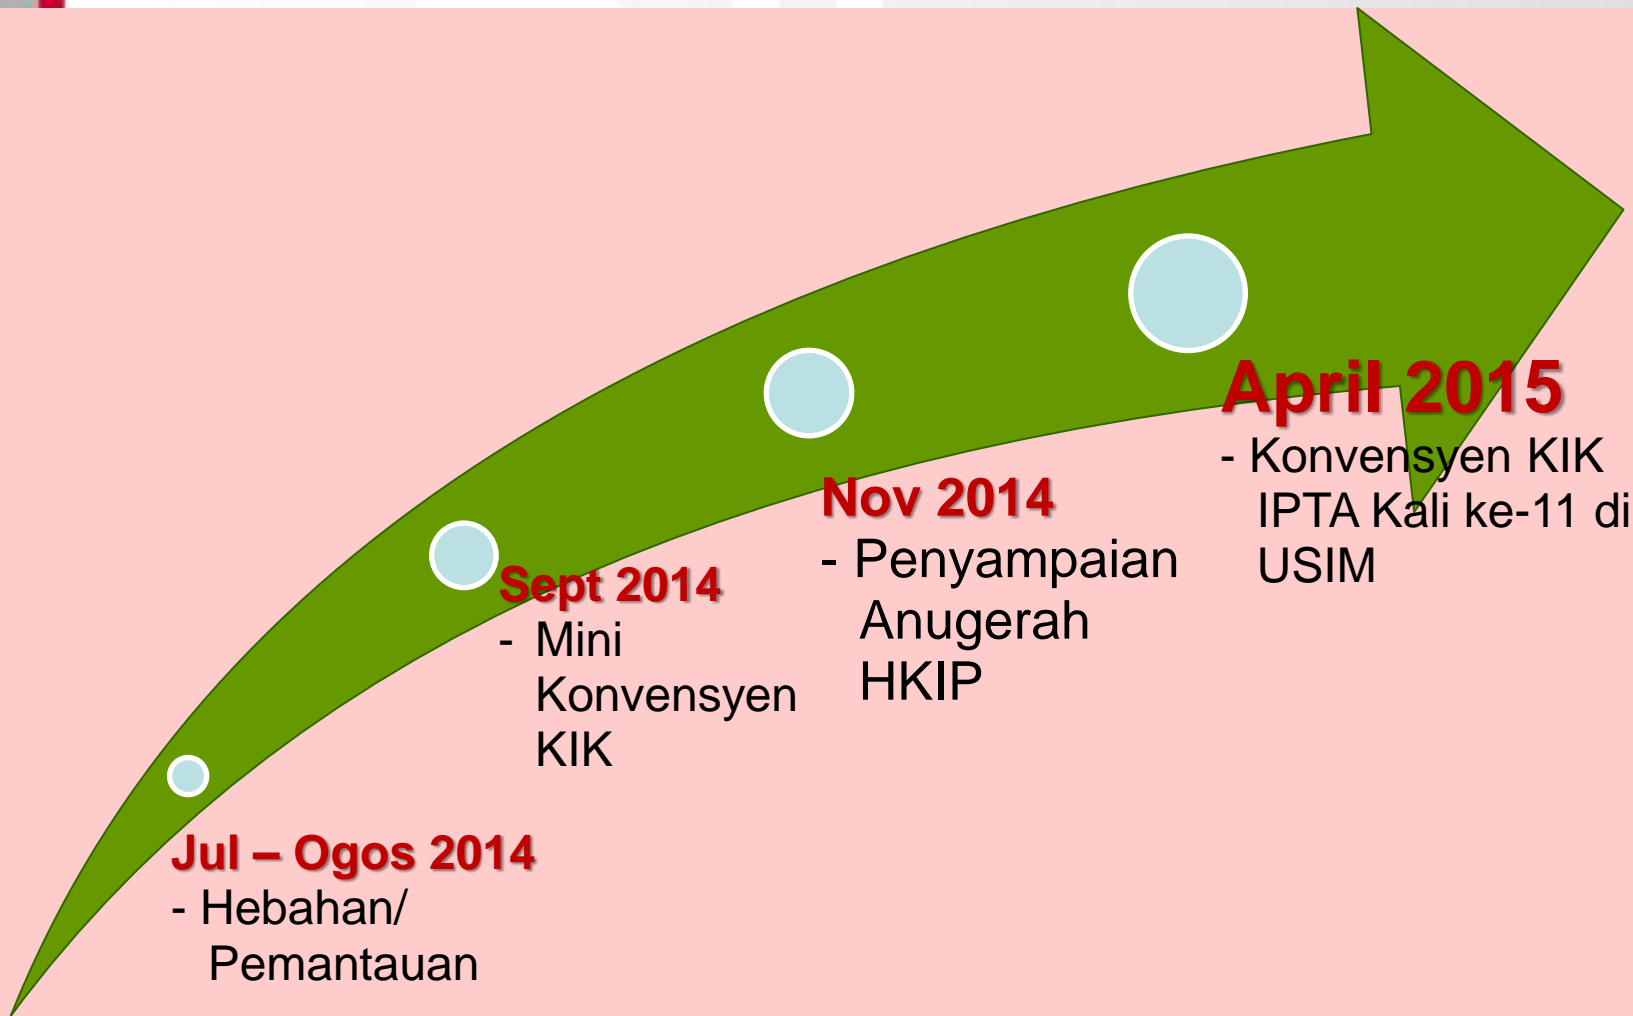 Jul – Ogos 2014
- Hebahan/
Pemantauan
Sept 2014
- Mini
Konvensyen
KIK
Nov 2014
- Penyampaian
Anugerah
HKIP
April 2015
- Konvensyen KIK
IPTA Kali ke-11 di
USIM